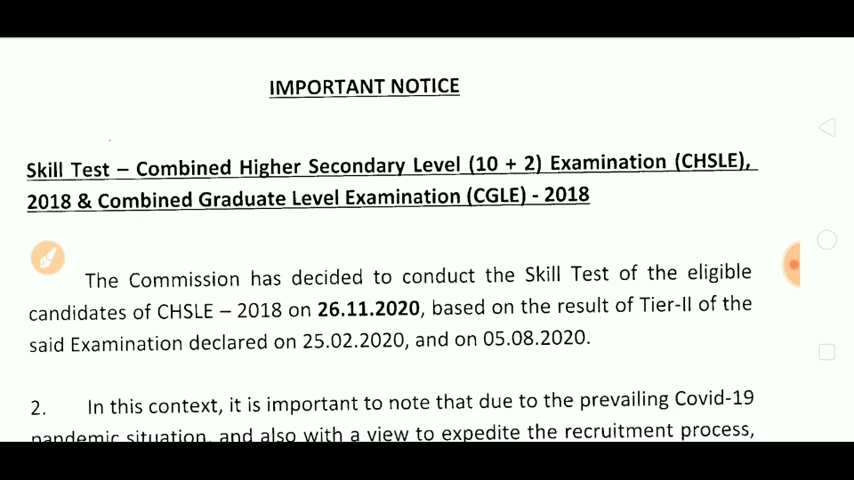 IMPORTANT NOTICE
Skill Test – Combined Higher Secondary Level (10 + 2) Examination (CHSLE),
2018 & Combined Graduate Level Examination (CGLE) - 2018
The Commission has decided to conduct the Skill Test of the eligible
candidates of CHSLE – 2018 on 26.11.2020, based on the result of Tier-II of the
said Examination declared on 25.02.2020, and on 05.08.2020.
2. In this context, it is important to note that due to the prevailing Covid-19
pandemic situation, and also with a view to expedite the recruitment process,